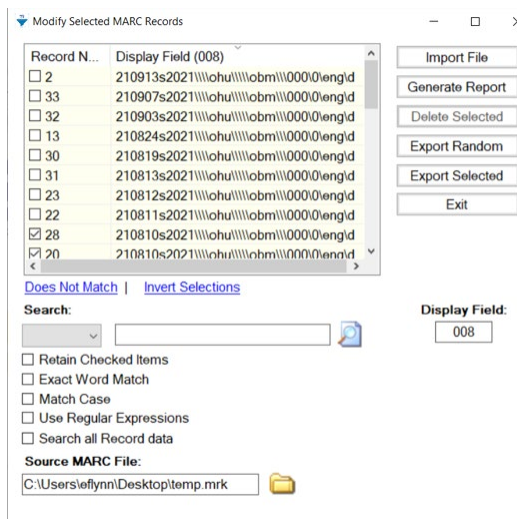 Modify Selected MARC Records
Record N... Display Field (008)
2 210913s2021\\\\ohu\\\\\obm\\\000\0\eng\d
33 210907s2021\\\\ohu\\\\\obm\\\000\0\eng\d
32 210903s2021\\\\ohu\\\\\obm\\\000\0\eng\d
13 210824s2021\\\\ohu\\\\\obm\\\000\0\eng\d
30 210819s2021\\\\ohu\\\\\obm\\\000\0\eng\d
31 210813s2021\\\\ohu\\\\\obm\\\000\0\eng\d
23 210812s2021\\\\ohu\\\\\obm\\\000\0\eng\d
22 210811s2021\\\\ohu\\\\\obm\\\000\0\eng\d
28 210810s2021\\\\ohu\\\\\obm\\\000\0\eng\d
20 210810s2021\\\\ohu\\\\\obm\\\000\0\eng\d
Import File
Generate Report
Delete Selected
Export Random
Export Selected
Exit
Does Not Match | Invert Selections
Search:
Display Field:
008
Retain Checked Items
Exact Word Match
Match Case
Use Regular Expressions
Search all Record data
Source MARC File:
C:\Users\eflynn\Desktop\temp.mrk